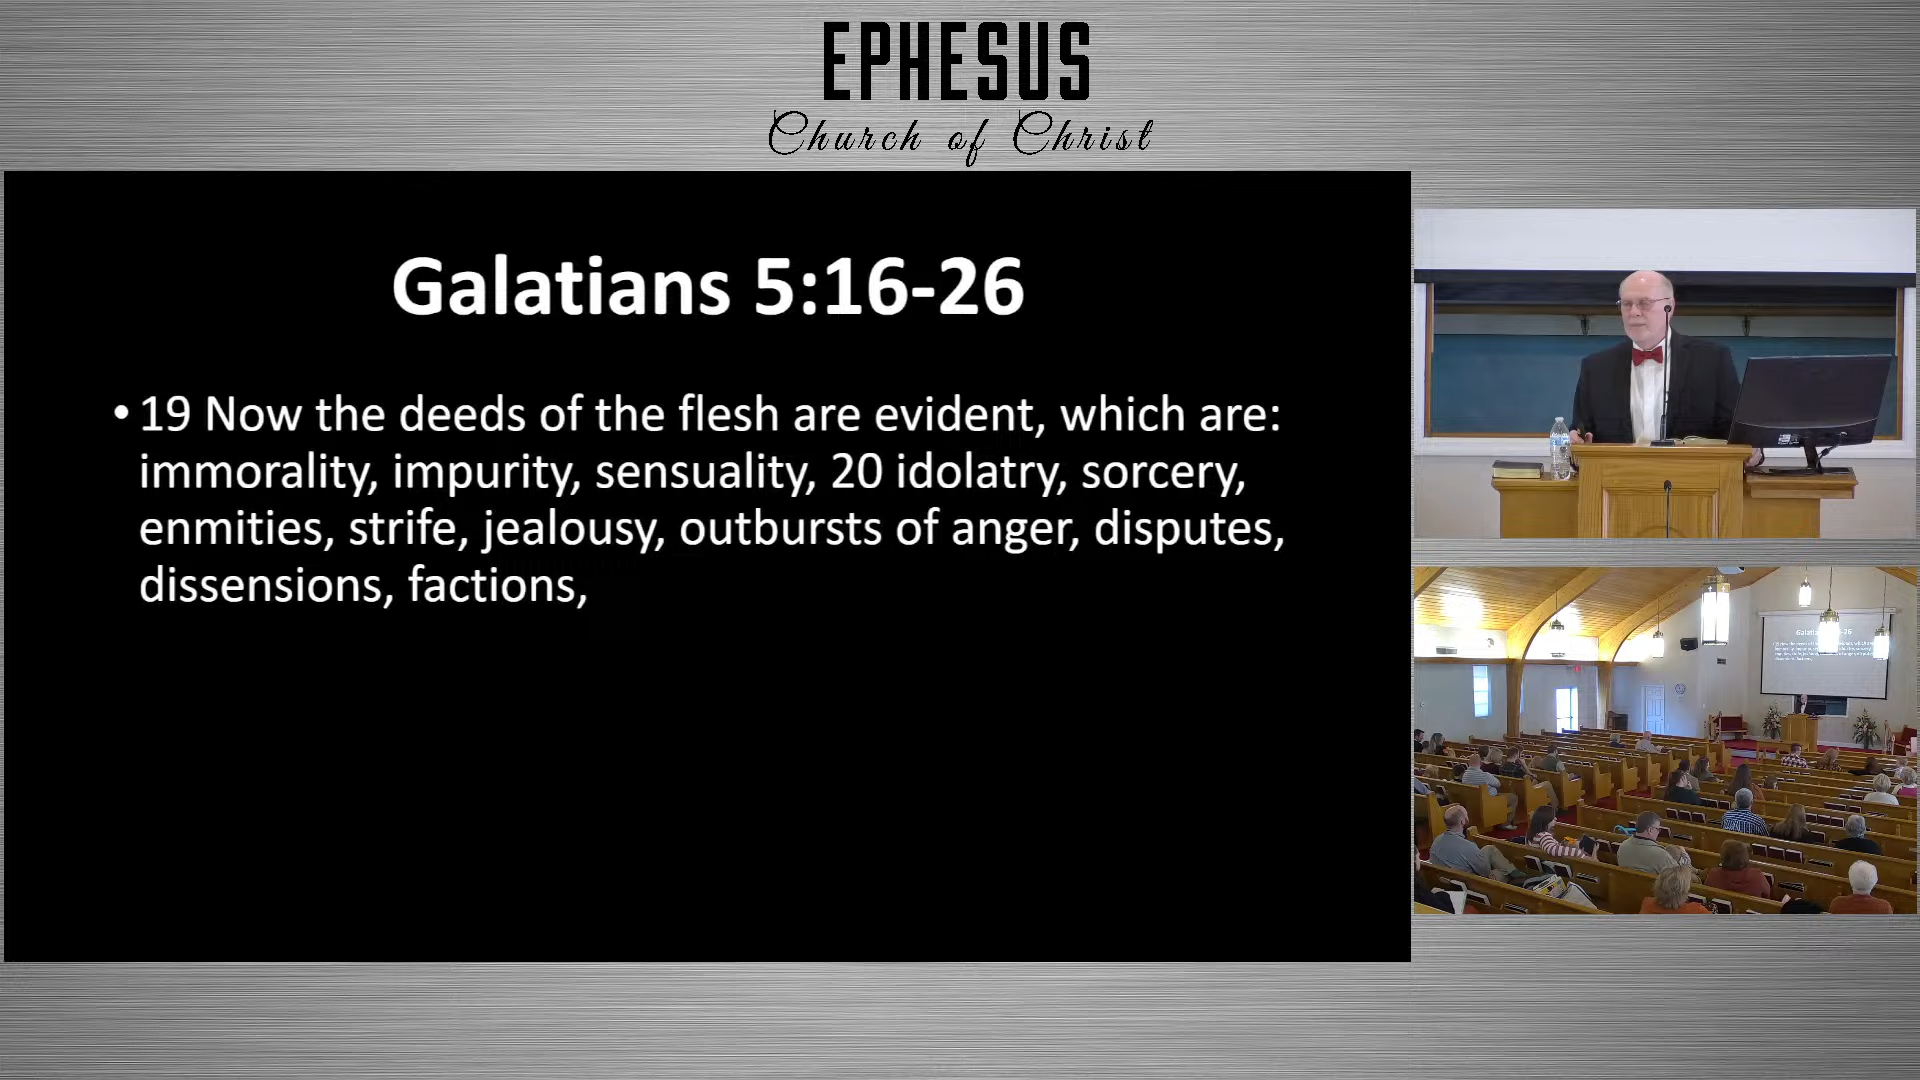 EPHESUS
Church of Christ
Galatians 5:16-26
• 19 Now the deeds of the flesh are evident, which are:
immorality, impurity, sensuality, 20 idolatry, sorcery,
enmities, strife, jealousy, outbursts of anger, disputes,
dissensions, factions,